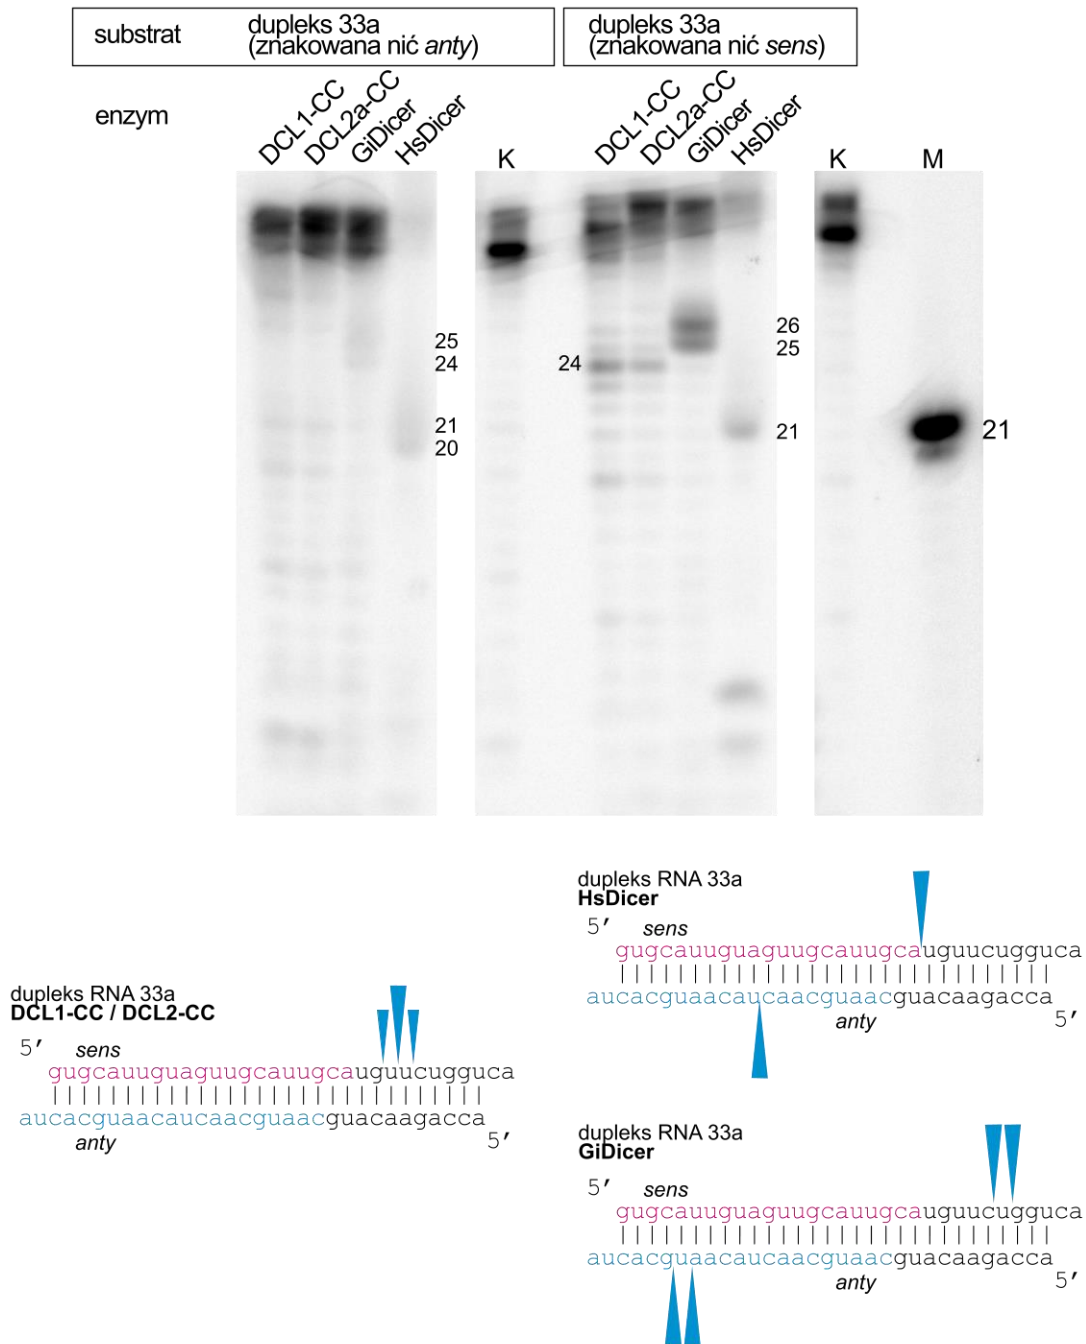 substrat
dupleks 33a
(znakowana nić anty)
dupleks 33a
(znakowana nić sens)
enzym
DCL1-CC
DCL2a-CC
GiDicer
HsDicer
K
DCL1-CC
DCL2a-CC
GiDicer
HsDicer
K
M
25
24
21
20
24
26
25
21
21
dupleks RNA 33a
HsDicer
5′
sens
gugcauuguaguugcauugcauguucugguca
aucacguaacaucaacguaacguacaagacca
anty
5′
dupleks RNA 33a
DCL1-CC / DCL2-CC
5′
sens
gugcauuguaguugcauugcauguucugguca
aucacguaacaucaacguaacguacaagacca
anty
5′
dupleks RNA 33a
GiDicer
5′
sens
gugcauuguaguugcauugcauguucugguca
aucacguaacaucaacguaacguacaagacca
anty
5′